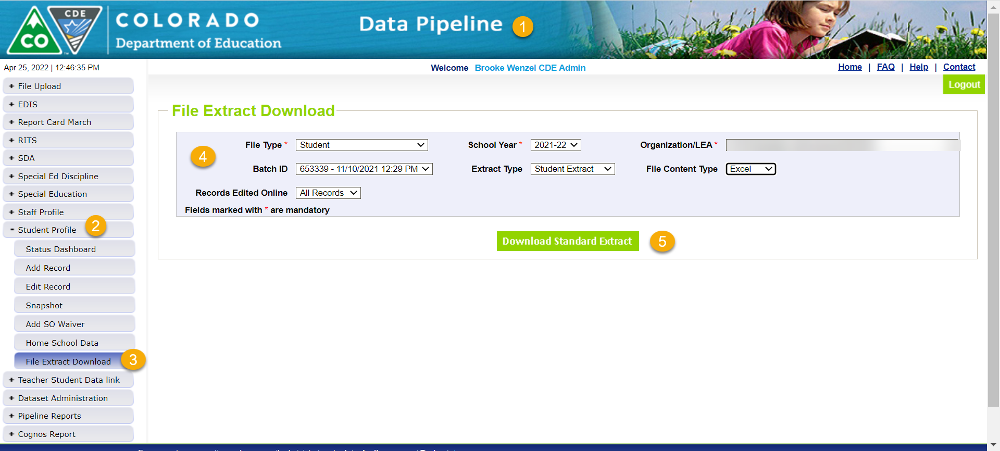 CDE
CO
COLORADO
Department of Education
Data Pipeline 1
Apr 25, 2022 | 12:46:35 PM
Welcome Brooke Wenzel CDE Admin
Home | FAQ | Help | Contact
Logout
+ File Upload
+ EDIS
+ Report Card March
+ RITS
+ SDA
+ Special Ed Discipline
+ Special Education
+ Staff Profile
- Student Profile 2
Status Dashboard
Add Record
Edit Record
Snapshot
Add SO Waiver
Home School Data
File Extract Download 3
+ Teacher Student Data link
+ Dataset Administration
+ Pipeline Reports
+ Cognos Report
File Extract Download
4
File Type * Student School Year * 2021-22 Organization/LEA *
Batch ID 653339 - 11/10/2021 12:29 PM Extract Type Student Extract File Content Type Excel
Records Edited Online All Records
Fields marked with * are mandatory
Download Standard Extract 5